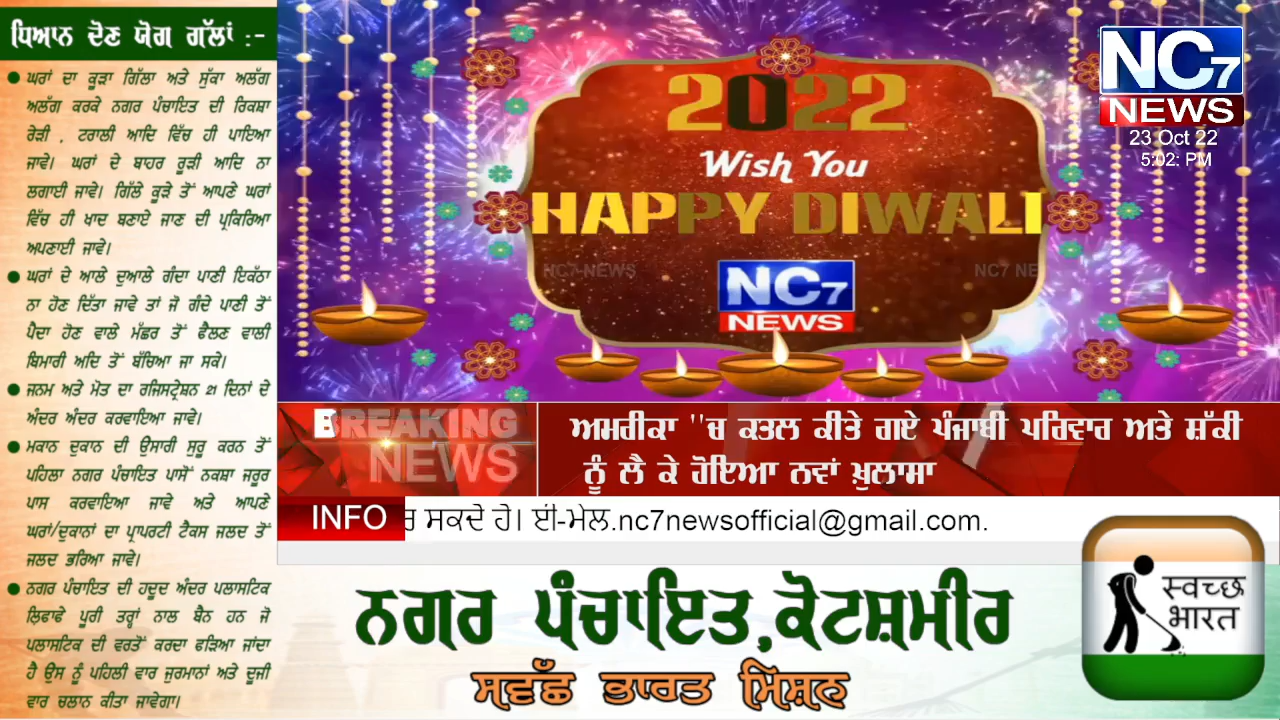 ਧਿਆਨ ਦੇਣ ਯੋਗ ਗੱਲਾਂ :-
● ਘਰਾਂ ਦਾ ਕੂੜਾ ਗਿੱਲਾ ਅਤੇ ਸੁੱਕਾ ਅਲੱਗ
ਅਲੱਗ ਕਰਕੇ ਨਗਰ ਪੰਚਾਇਤ ਦੀ ਰਿਕਸ਼ਾ
ਰੇੜੀ , ਟਰਾਲੀ ਆਦਿ ਵਿੱਚ ਹੀ ਪਾਇਆ
ਜਾਵੇ। ਘਰਾਂ ਦੇ ਬਾਹਰ ਰੂੜੀ ਆਦਿ ਨਾ
ਲਗਾਈ ਜਾਵੇ। ਗਿੱਲੇ ਕੂੜੇ ਤੋਂ ਆਪਣੇ ਘਰਾਂ
ਵਿੱਚ ਹੀ ਖਾਦ ਬਣਾਏ ਜਾਣ ਦੀ ਪ੍ਰਕਿਰਿਆ
ਅਪਣਾਈ ਜਾਵੇ।
● ਘਰਾਂ ਦੇ ਆਲੇ ਦੁਆਲੇ ਗੰਦਾ ਪਾਣੀ ਇਕੱਠਾ
ਨਾ ਹੋਣ ਦਿੱਤਾ ਜਾਵੇ ਤਾਂ ਜੋ ਗੰਦੇ ਪਾਣੀ ਤੋਂ
ਪੈਦਾ ਹੋਣ ਵਾਲੇ ਮੱਛਰ ਤੋਂ ਫੈਲਣ ਵਾਲੀ
ਬਿਮਾਰੀ ਅਦਿ ਤੋਂ ਬੱਚਿਆ ਜਾ ਸਕੇ।
● ਜਨਮ ਅਤੇ ਮੋਤ ਦਾ ਰਜਿਸਟ੍ਰੇਸ਼ਨ 21 ਦਿਨਾਂ ਦੇ
ਅੰਦਰ ਅੰਦਰ ਕਰਵਾਇਆ ਜਾਵੇ।
● ਮਕਾਨ ਦੁਕਾਨ ਦੀ ਉਸਾਰੀ ਸੁਰੂ ਕਰਨ ਤੋਂ
ਪਹਿਲਾ ਨਗਰ ਪੰਚਾਇਤ ਪਾਸੋਂ ਨਕਸ਼ਾ ਜਰੂਰ
ਪਾਸ ਕਰਵਾਇਆ ਜਾਵੇ ਅਤੇ ਆਪਣੇ
ਘਰਾਂ/ਦੁਕਾਨਾਂ ਦਾ ਪ੍ਰਾਪਰਟੀ ਟੈਕਸ ਜਲਦ ਤੋਂ
ਜਲਦ ਭਰਿਆ ਜਾਵੇ।
● ਨਗਰ ਪੰਚਾਇਤ ਦੀ ਹਦੂਦ ਅੰਦਰ ਪਲਾਸਟਿਕ
ਲਿਫਾਫੇ ਪੂਰੀ ਤਰ੍ਹਾਂ ਨਾਲ ਬੈਨ ਹਨ ਜੋ
ਪਲਾਸਟਿਕ ਦੀ ਵਰਤੋਂ ਕਰਦਾ ਫੜਿਆ ਜਾਂਦਾ
ਹੈ ਉਸ ਨੂੰ ਪਹਿਲੀ ਵਾਰ ਜੁਰਮਾਨਾਂ ਅਤੇ ਦੂਜੀ
ਵਾਰ ਚਲਾਨ ਕੀਤਾ ਜਾਵੇਗਾ।
2022
Wish You
HAPPY DIWALI
NC7-NEWS
NC7 NE
NC7
NEWS
NC7
NEWS
23 Oct 22
5:02: PM
BREAKING
NEWS
ਅਮਰੀਕਾ ''ਚ ਕਤਲ ਕੀਤੇ ਗਏ ਪੰਜਾਬੀ ਪਰਿਵਾਰ ਅਤੇ ਸ਼ੱਕੀ
ਨੂੰ ਲੈ ਕੇ ਹੋਇਆ ਨਵਾਂ ਖ਼ੁਲਾਸਾ
INFO
ਸਕਦੇ ਹੇ। ਈ-ਮੇਲ.nc7newsofficial@gmail.com.
ਨਗਰ ਪੰਚਾਇਤ,ਕੋਟਸ਼ਮੀਰ
ਸਵੱਛ ਭਾਰਤ ਮਿਸ਼ਨ
स्वच्छ
भारत